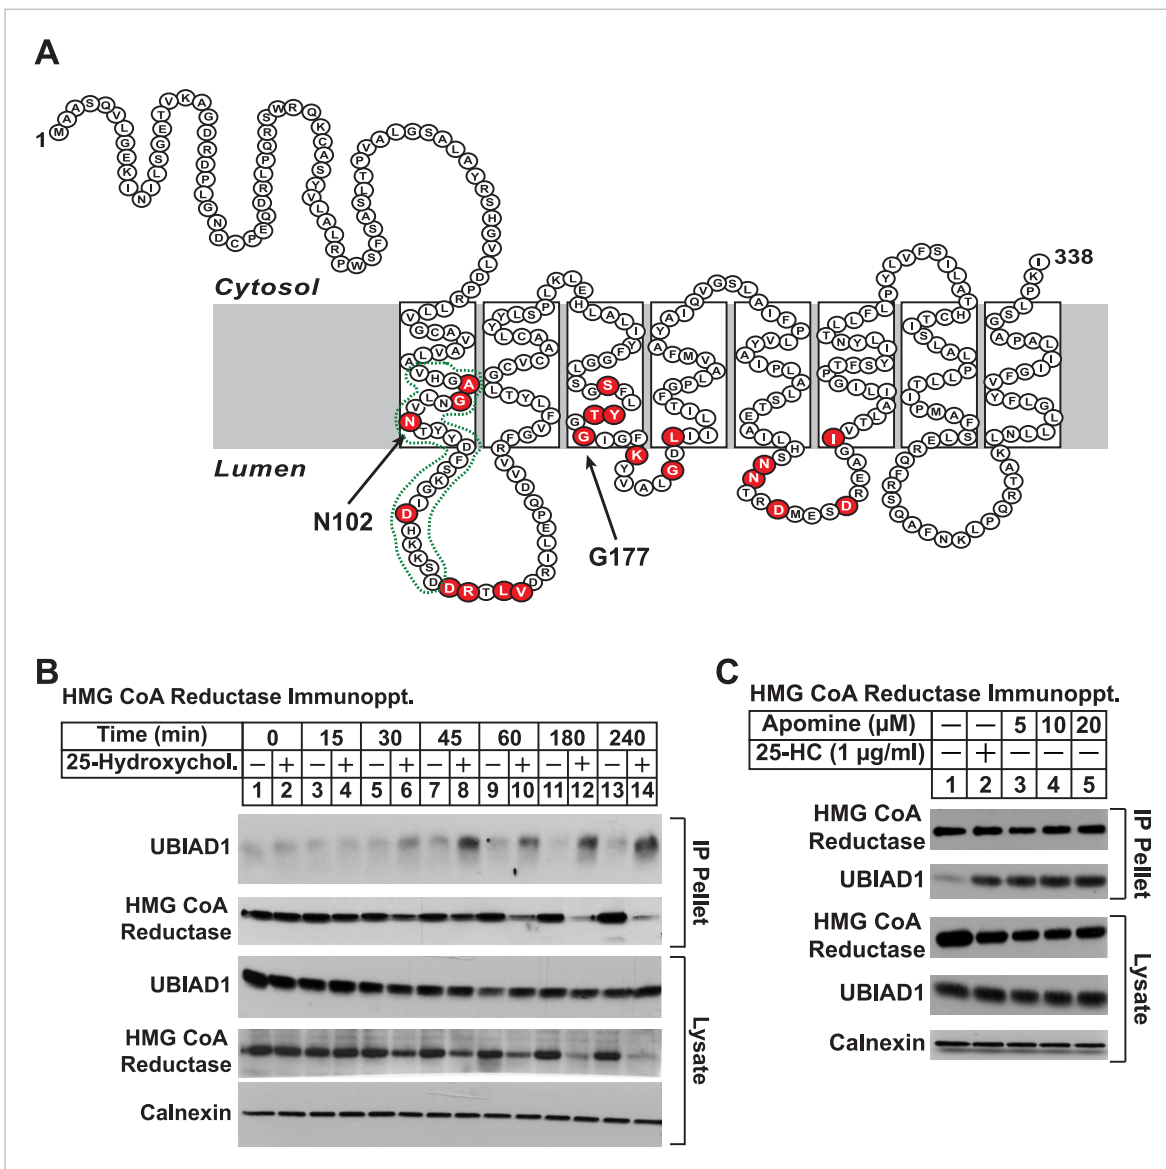 A
1
MAASQVLGEKINILSGETVKAGDRDPLGNDCPEQDRLPQRSWRQKCASYVLALRPWSFSASLTPVALGSALAYRSHGVLDPRLLVGCAVAVLAVHGAGNLVNTYYDFSKGIDHKKSDDRTLVDRILEPQDVVRFGVFLYTLGCVCAACLYYLSPLKLEHLALIYFGGLSGSFLYTGGIGFKYVALGDLIILITFGPLAVMFAYAIQVGSLAIFPLVYAIPLALSTEAILHSNNTRDMESDREAGIVTLAILIGPTFSYILYNTLLFLPYLVFSILATHCTISLALPLLTIPMAFSLERQFRSQAFNKLPQRTAKLNLLLGLFYVFGIILAPAGSLPKI
338
Cytosol
Lumen
N102
G177
B
HMG CoA Reductase Immunoppt.
Time (min) 0 15 30 45 60 180 240
25-Hydroxychol. – + – + – + – + – + – + – +
1 2 3 4 5 6 7 8 9 10 11 12 13 14
UBIAD1
HMG CoA
Reductase
IP Pellet
UBIAD1
HMG CoA
Reductase
Calnexin
Lysate
C
HMG CoA Reductase Immunoppt.
Apomine (µM) – – 5 10 20
25-HC (1 µg/ml) – + – – –
1 2 3 4 5
HMG CoA
Reductase
UBIAD1
IP Pellet
HMG CoA
Reductase
UBIAD1
Calnexin
Lysate